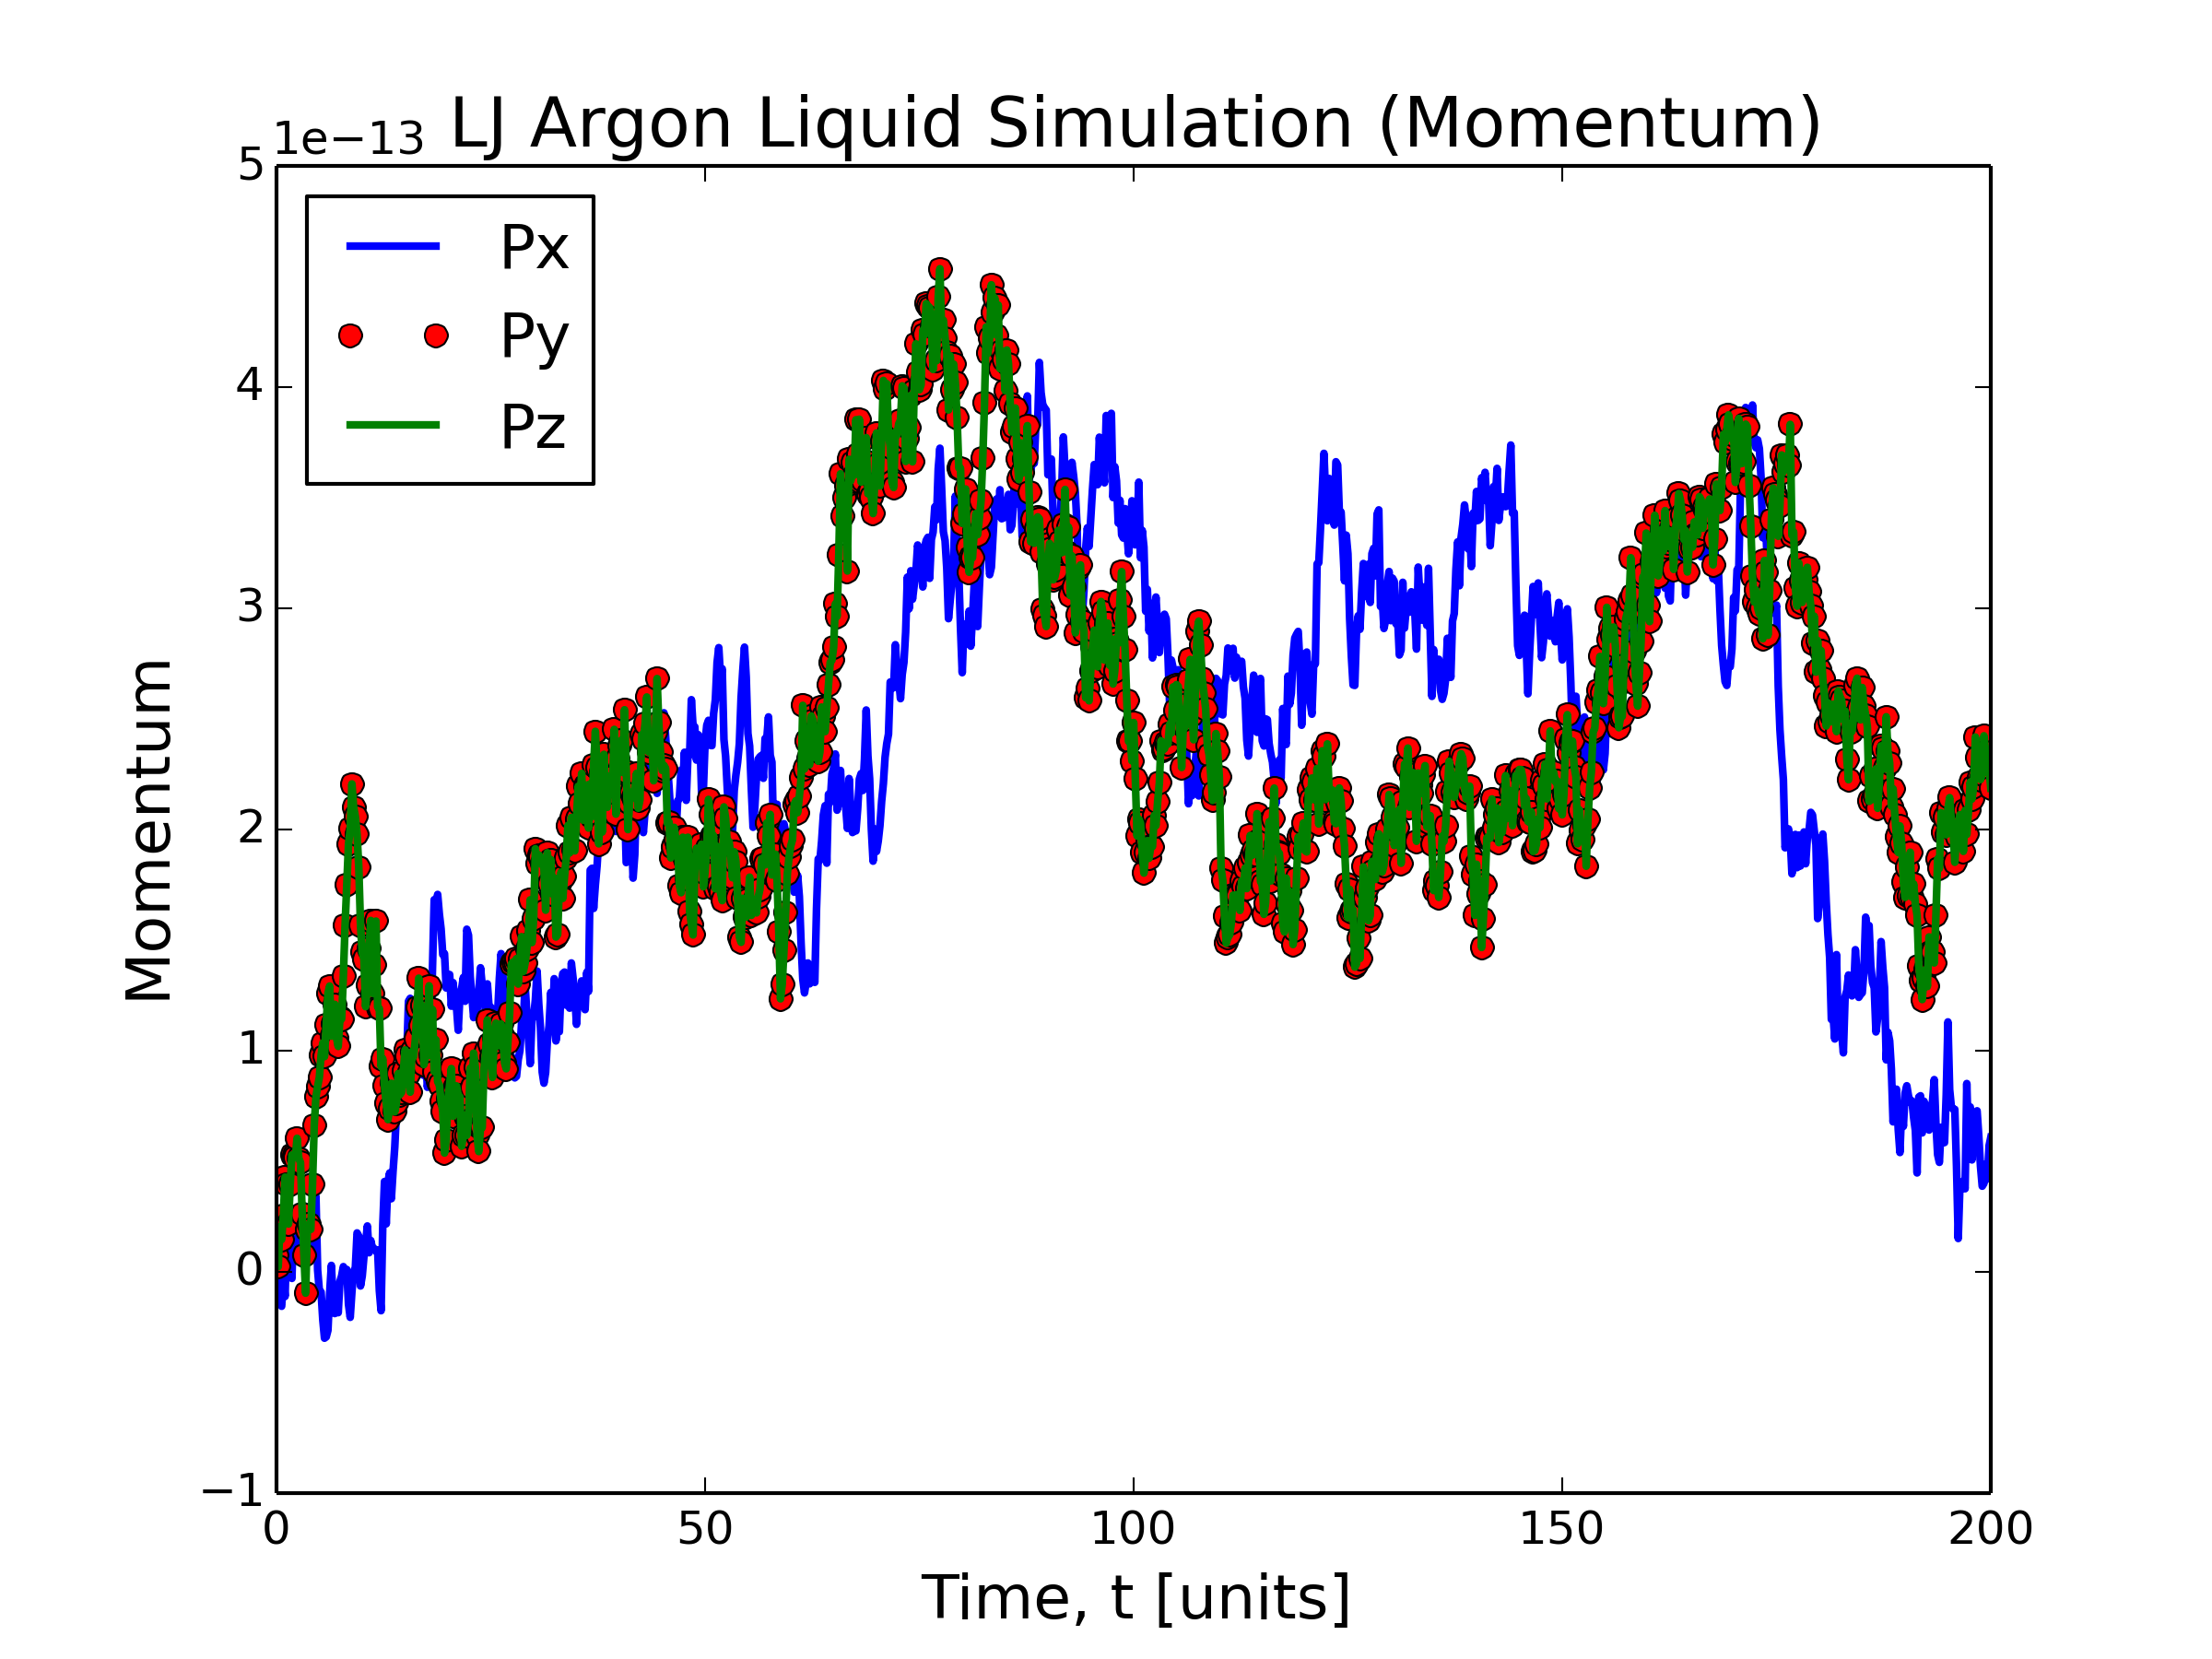 LJ Argon Liquid Simulation (Momentum)
1e−13
5
4
3
2
1
0
−1
Momentum
Px
Py
Pz
0 50 100 150 200
Time, t [units]